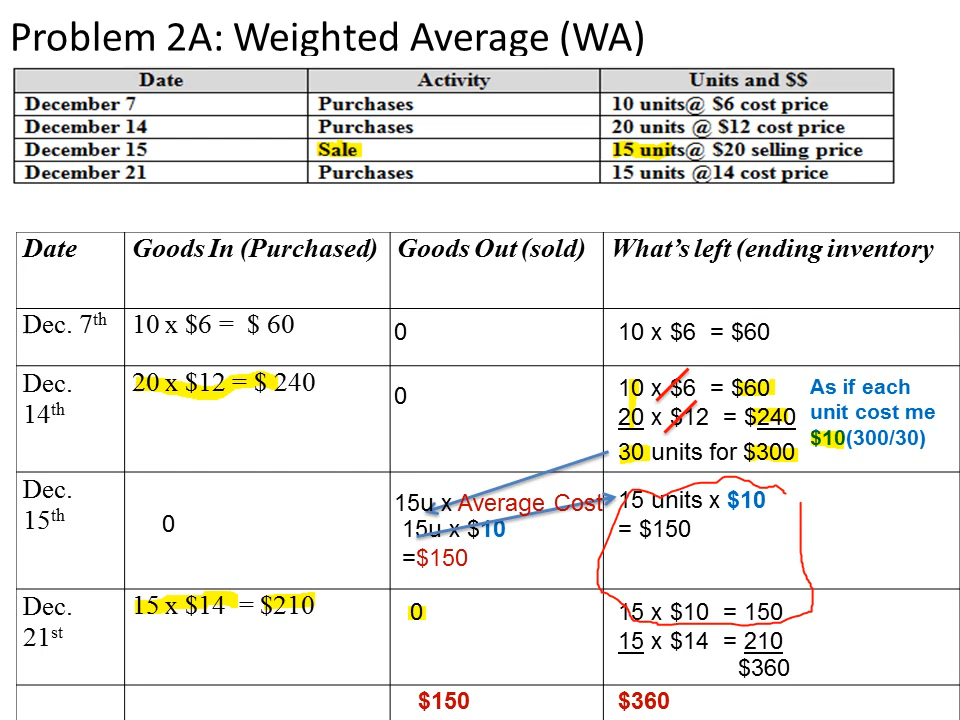 Problem 2A: Weighted Average (WA)
Date Activity Units and $$
December 7 Purchases 10 units@ $6 cost price
December 14 Purchases 20 units @ $12 cost price
December 15 Sale 15 units@ $20 selling price
December 21 Purchases 15 units @14 cost price
Date Goods In (Purchased) Goods Out (sold) What's left (ending inventory
Dec. 7th 10 x $6 = $ 60 0 10 x $6 = $60
Dec. 14th 20 x $12 = $ 240 0
10 x $6 = $60
20 x $12 = $240
30 units for $300
As if each
unit cost me
$10(300/30)
Dec.
15th
0
15u x Average Cost
15u x $10
=$150
15 units x $10
= $150
Dec.
21st
15 x $14 = $210
0
15 x $10 = 150
15 x $14 = 210
$360
$150 $360